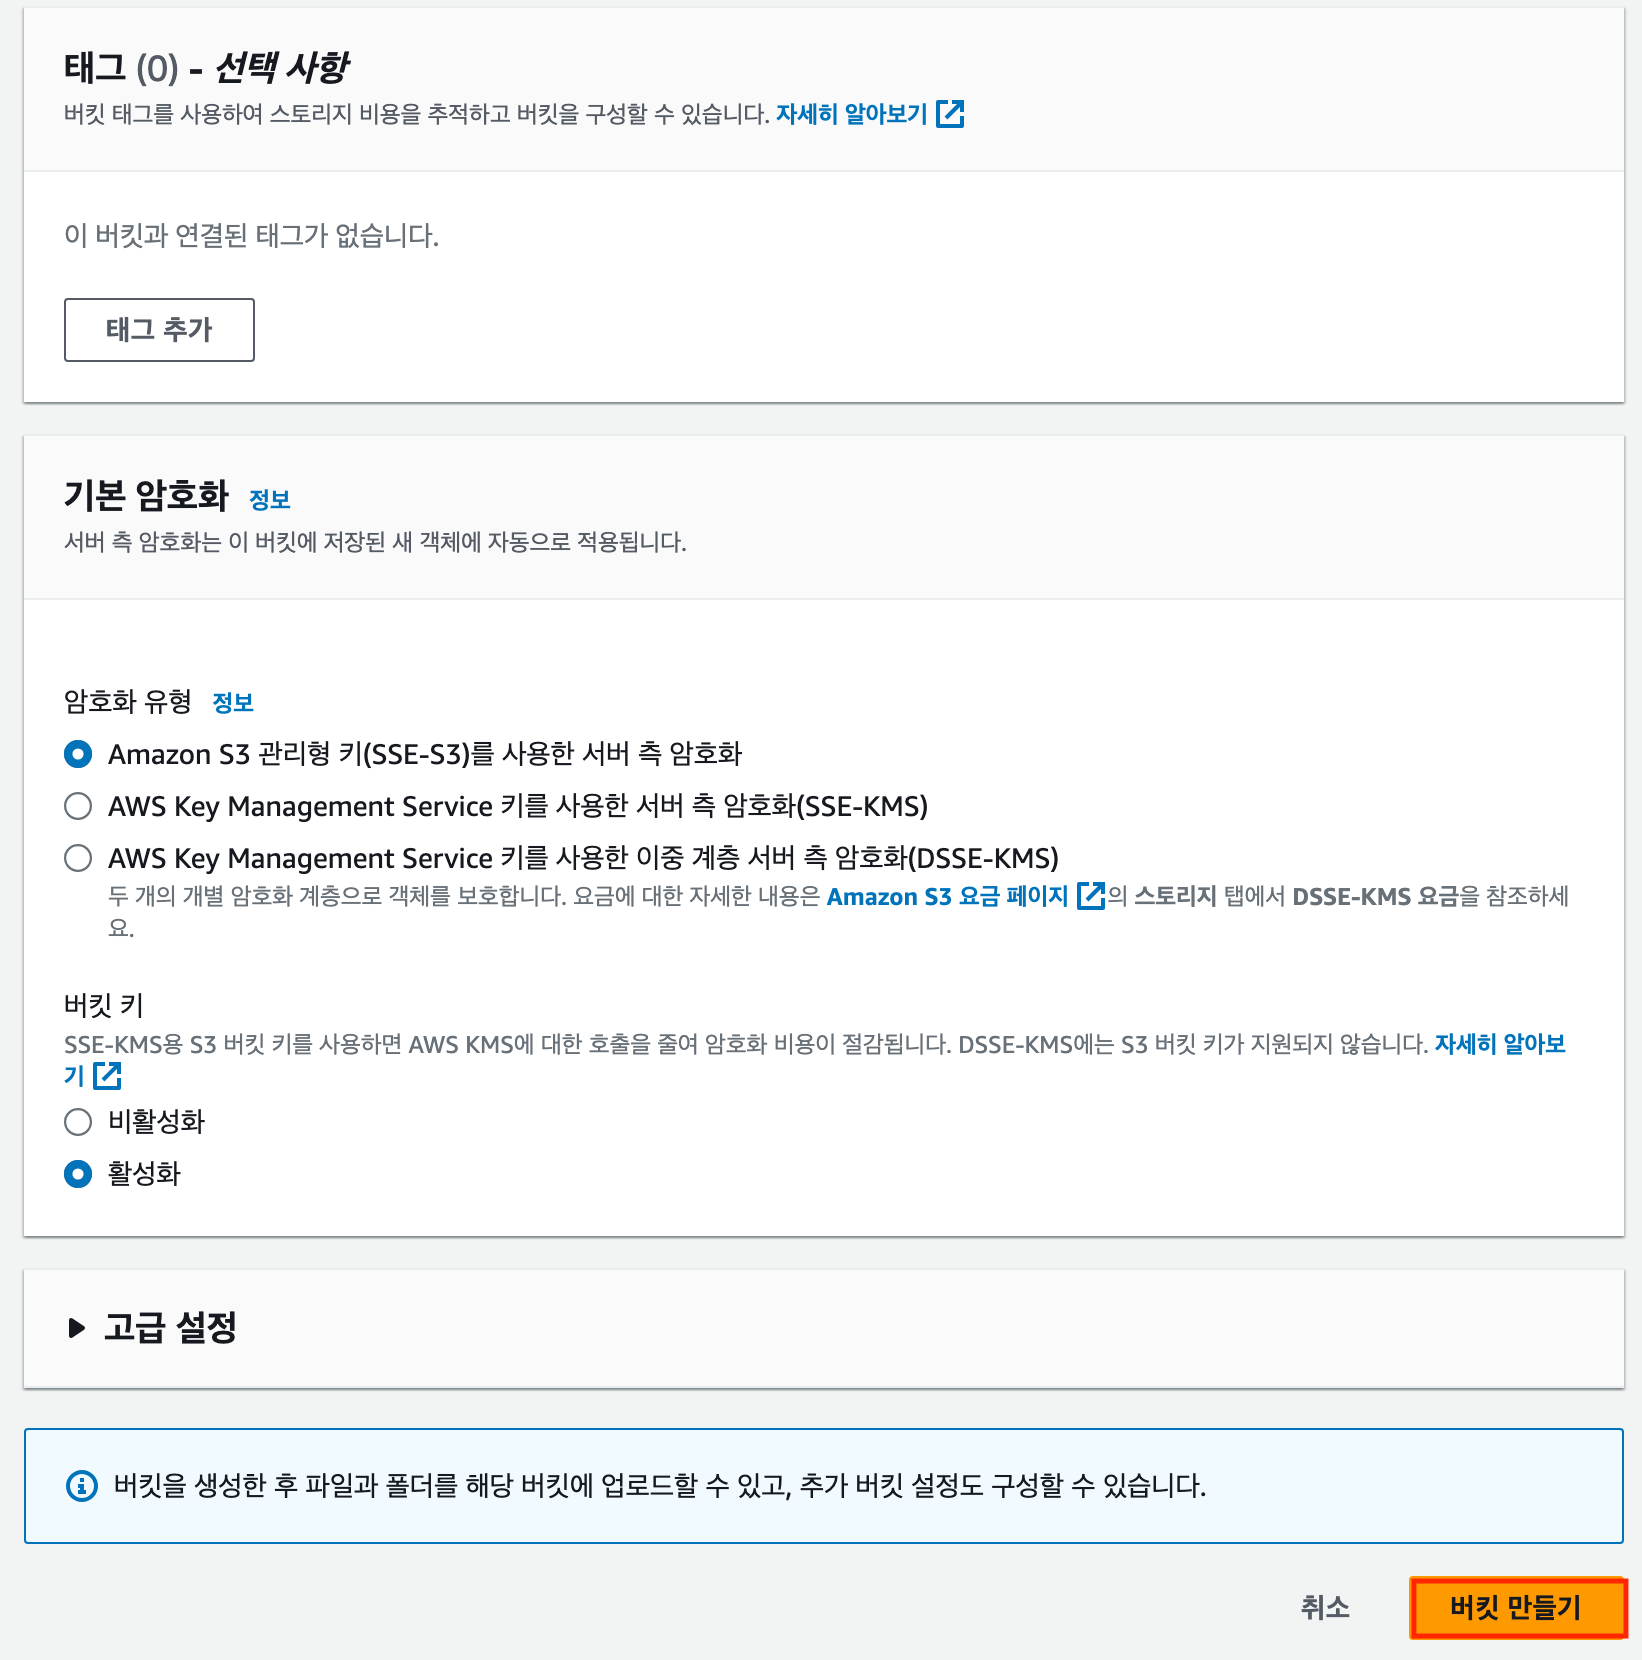 태그 (0) - 선택 사항
버킷 태그를 사용하여 스토리지 비용을 추적하고 버킷을 구성할 수 있습니다. 자세히 알아보기
이 버킷과 연결된 태그가 없습니다.
태그 추가
기본 암호화 정보
서버 측 암호화는 이 버킷에 저장된 새 객체에 자동으로 적용됩니다.
암호화 유형 정보
Amazon S3 관리형 키(SSE-S3)를 사용한 서버 측 암호화
AWS Key Management Service 키를 사용한 서버 측 암호화(SSE-KMS)
AWS Key Management Service 키를 사용한 이중 계층 서버 측 암호화(DSSE-KMS)
두 개의 개별 암호화 계층으로 객체를 보호합니다. 요금에 대한 자세한 내용은 Amazon S3 요금 페이지의 스토리지 탭에서 DSSE-KMS 요금을 참조하세
요.
버킷 키
SSE-KMS용 S3 버킷 키를 사용하면 AWS KMS에 대한 호출을 줄여 암호화 비용이 절감됩니다. DSSE-KMS에는 S3 버킷 키가 지원되지 않습니다. 자세히 알아보
기
비활성화
활성화
고급 설정
버킷을 생성한 후 파일과 폴더를 해당 버킷에 업로드할 수 있고, 추가 버킷 설정도 구성할 수 있습니다.
취소 버킷 만들기